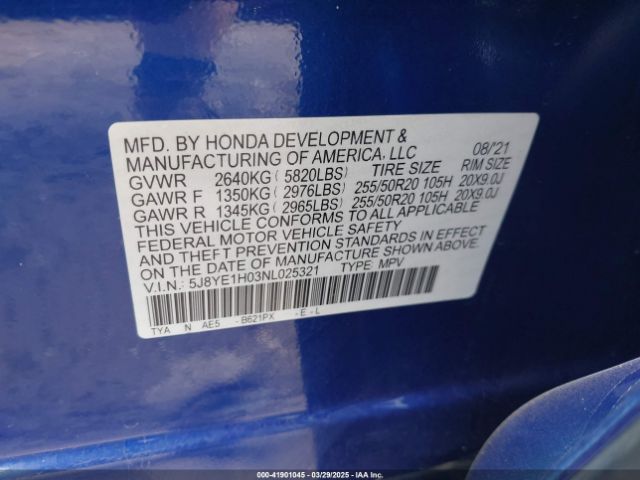 MFD. BY HONDA DEVELOPMENT & 08/'21
MANUFACTURING OF AMERICA, LLC
GVWR 2640KG ( 5820LBS) TIRE SIZE RIM SIZE
GAWR F 1350KG ( 2976LBS) 255/50R20 105H 20X9.0J
GAWR R 1345KG ( 2965LBS) 255/50R20 105H 20X9.0J
THIS VEHICLE CONFORMS TO ALL APPLICABLE
FEDERAL MOTOR VEHICLE SAFETY
AND THEFT PREVENTION STANDARDS IN EFFECT
ON THE DATE OF MANUFACTURE SHOWN ABOVE.
V.I.N.: 5J8YE1H03NL025321 TYPE: MPV
TYA N AE5 - B621PX - E - L
000-41901045 - 03/29/2025 - IAA Inc.